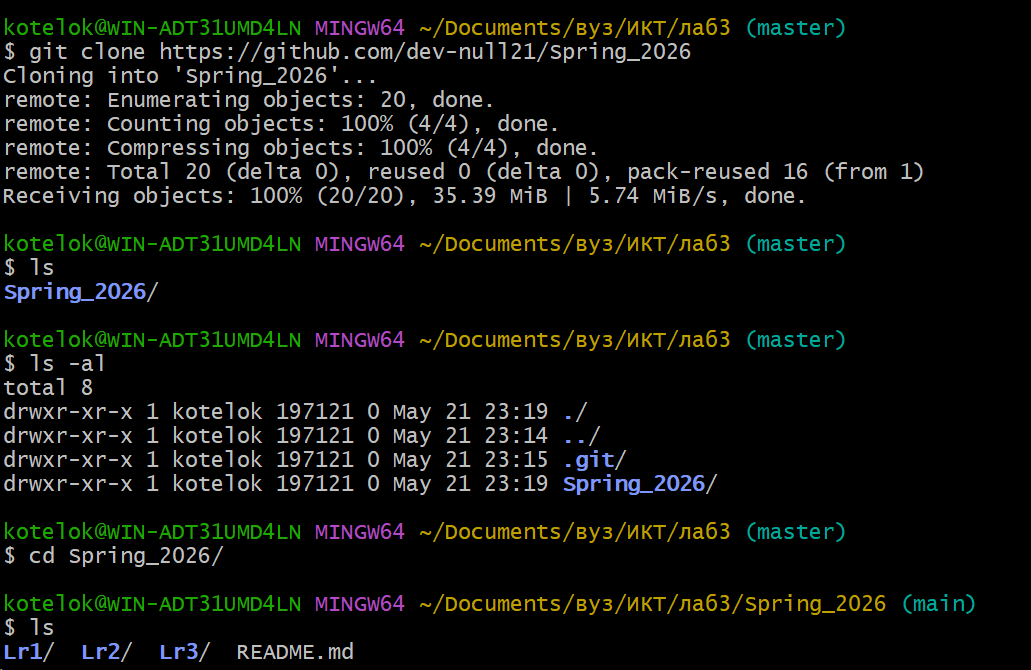 kotelok@WIN-ADT31UMD4LN MINGW64 ~/Documents/вуз/ИКТ/лаб3 (master)
$ git clone https://github.com/dev-null21/Spring_2026
Cloning into 'Spring_2026'...
remote: Enumerating objects: 20, done.
remote: Counting objects: 100% (4/4), done.
remote: Compressing objects: 100% (4/4), done.
remote: Total 20 (delta 0), reused 0 (delta 0), pack-reused 16 (from 1)
Receiving objects: 100% (20/20), 35.39 MiB | 5.74 MiB/s, done.
kotelok@WIN-ADT31UMD4LN MINGW64 ~/Documents/вуз/ИКТ/лаб3 (master)
$ ls
Spring_2026/
kotelok@WIN-ADT31UMD4LN MINGW64 ~/Documents/вуз/ИКТ/лаб3 (master)
$ ls -al
total 8
drwxr-xr-x 1 kotelok 197121 0 May 21 23:19 ./
drwxr-xr-x 1 kotelok 197121 0 May 21 23:14 ../
drwxr-xr-x 1 kotelok 197121 0 May 21 23:15 .git/
drwxr-xr-x 1 kotelok 197121 0 May 21 23:19 Spring_2026/
kotelok@WIN-ADT31UMD4LN MINGW64 ~/Documents/вуз/ИКТ/лаб3 (master)
$ cd Spring_2026/
kotelok@WIN-ADT31UMD4LN MINGW64 ~/Documents/вуз/ИКТ/лаб3/Spring_2026 (main)
$ ls
Lr1/  Lr2/  Lr3/  README.md